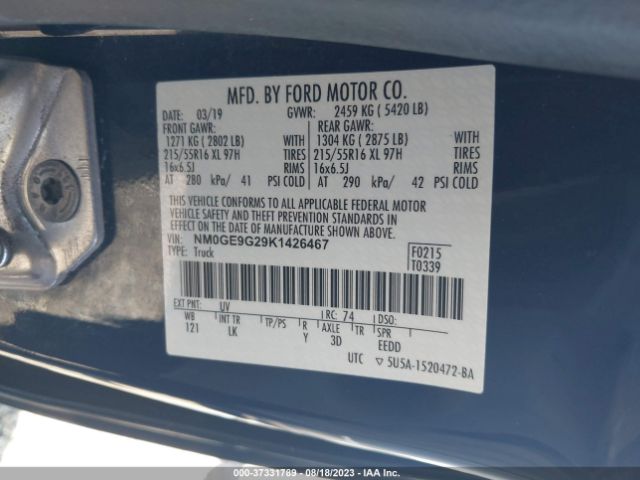 MFD. BY FORD MOTOR CO.
DATE: 03/19 GVWR: 2459 KG ( 5420 LB)
FRONT GAWR: REAR GAWR:
1271 KG ( 2802 LB) WITH 1304 KG ( 2875 LB) WITH
215/55R16 XL 97H TIRES 215/55R16 XL 97H TIRES
16x6.5J RIMS 16x6.5J RIMS
AT 280 kPa/ 41 PSI COLD AT 290 kPa/ 42 PSI COLD
THIS VEHICLE CONFORMS TO ALL APPLICABLE FEDERAL MOTOR
VEHICLE SAFETY AND THEFT PREVENTION STANDARDS IN
EFFECT ON THE DATE OF MANUFACTURE SHOWN ABOVE.
VIN: NM0GE9G29K1426467 F0215
TYPE: Truck T0339
EXT PNT: UV RC: 74 DSO:
WB INT TR TP/PS R AXLE TR SPR
121 LK Y 3D EEDD
UTC ▽ 5U5A-1520472-BA
000-37331769 - 08/18/2023 - COPART IAAI